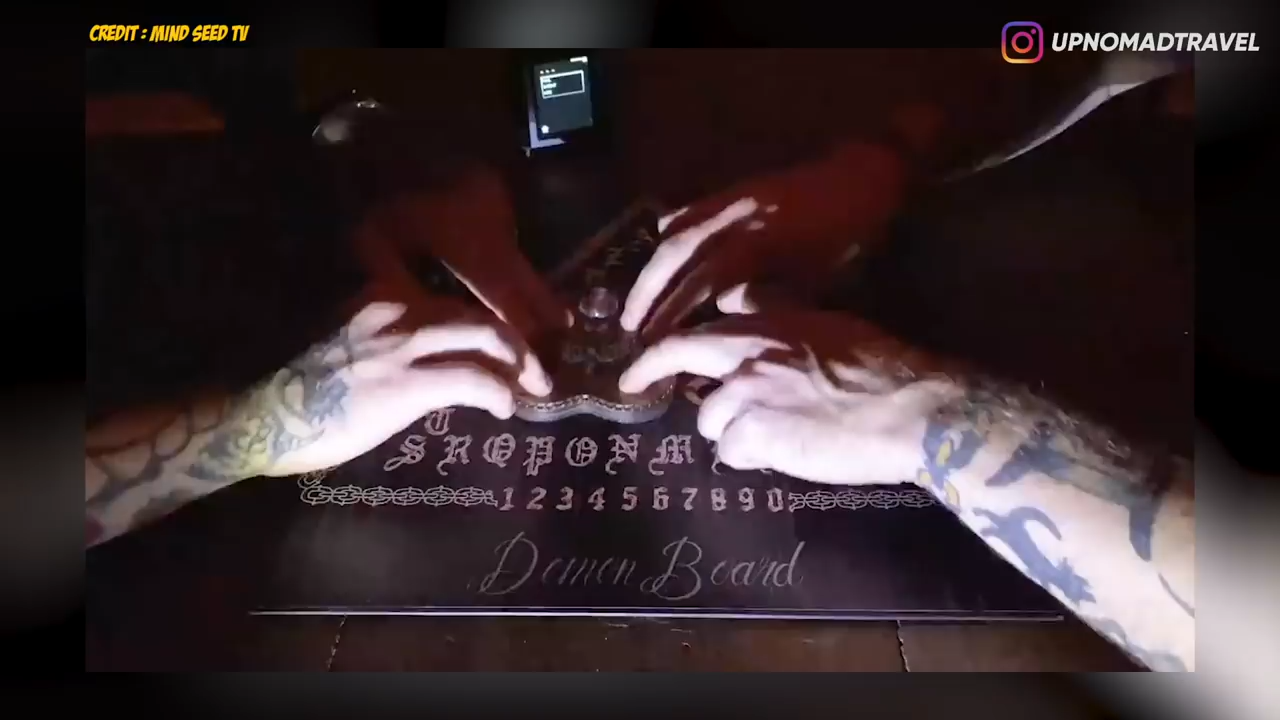 CREDIT : MIND SEED TV
UPNOMADTRAVEL
T
SRQPONM
1234567890
Demon Board